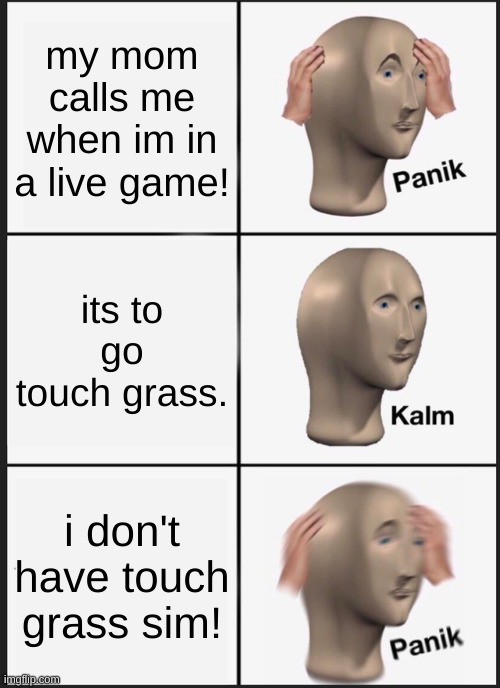 my mom
calls me
when im in
a live game!
Panik
its to
go
touch grass.
Kalm
i don't
have touch
grass sim!
Panik
imgflip.com